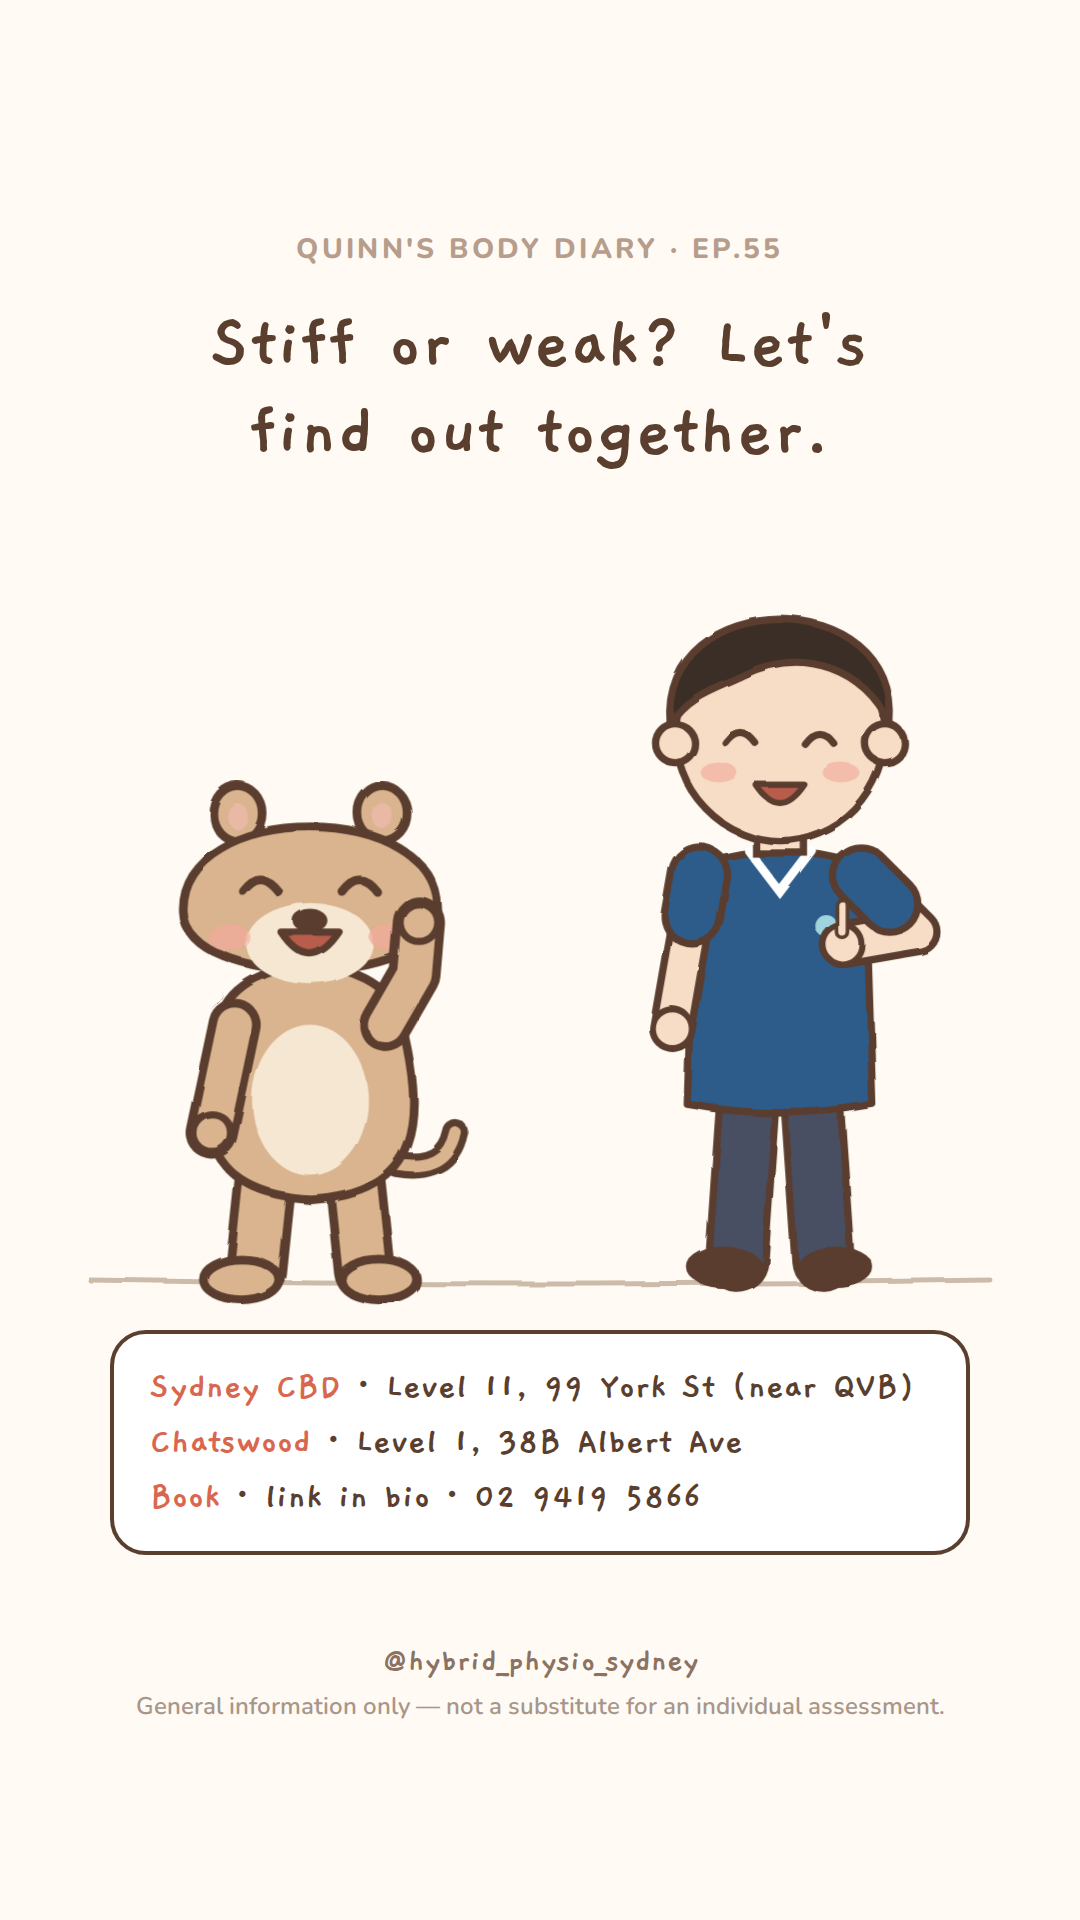 QUINN'S BODY DIARY · EP.55
Stiff or weak? Let's
find out together.
Sydney CBD · Level 11, 99 York St (near QVB)
Chatswood · Level 1, 38B Albert Ave
Book · link in bio · 02 9419 5866
@hybrid_physio_sydney
General information only — not a substitute for an individual assessment.